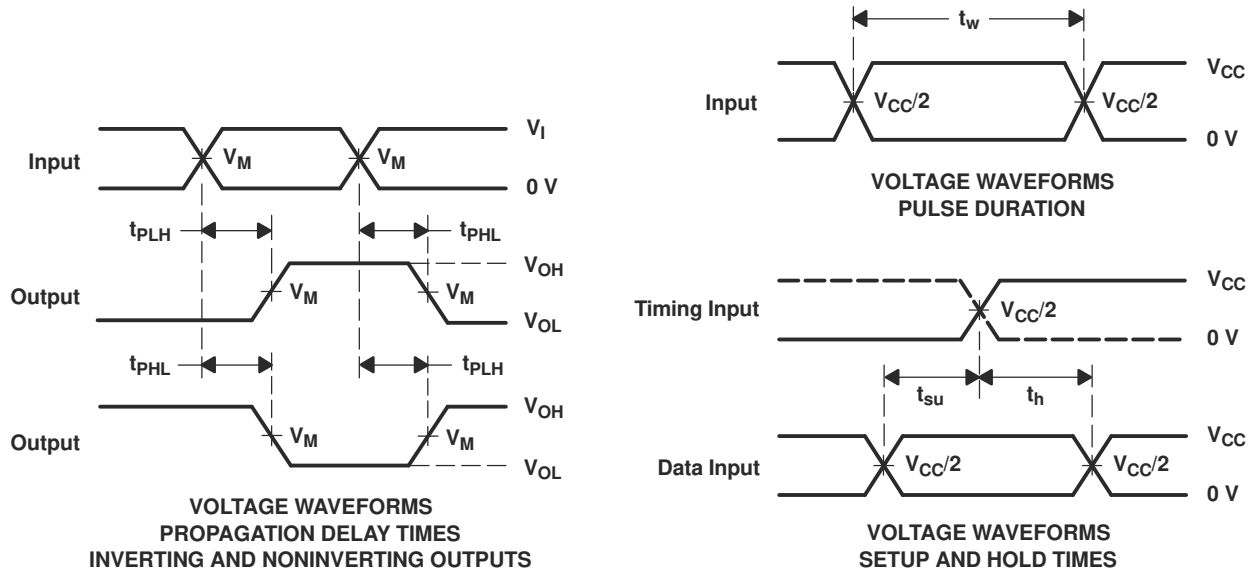 Input
V_I
V_M
V_M
0 V
t_PLH
t_PHL
Output
V_OH
V_M
V_M
V_OL
t_PHL
t_PLH
Output
V_OH
V_M
V_M
V_OL
VOLTAGE WAVEFORMS
PROPAGATION DELAY TIMES
INVERTING AND NONINVERTING OUTPUTS
t_w
Input
V_CC
V_CC/2
V_CC/2
0 V
VOLTAGE WAVEFORMS
PULSE DURATION
Timing Input
V_CC
V_CC/2
0 V
t_su
t_h
Data Input
V_CC
V_CC/2
V_CC/2
0 V
VOLTAGE WAVEFORMS
SETUP AND HOLD TIMES